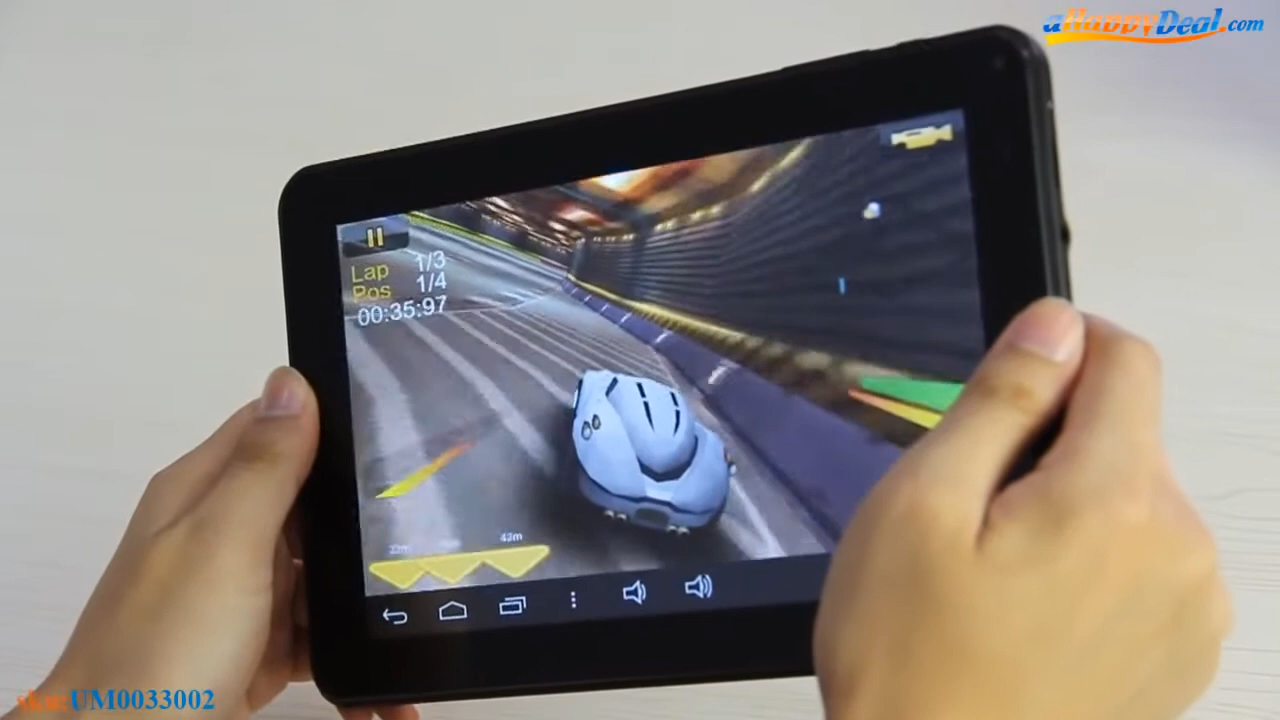 aHappyDeal.com
Lap 1/3
Pos 1/4
00:35:97
43m
sku:UM0033002